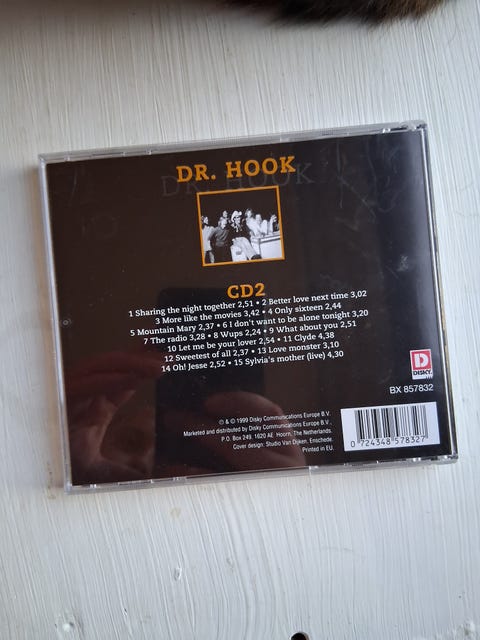 DR. HOOK
CD2
1 Sharing the night together 2,51 • 2 Better love next time 3,02
3 More like the movies 3,42 • 4 Only sixteen 2,44
5 Mountain Mary 2,37 • 6 I don't want to be alone tonight 3,20
7 The radio 3,28 • 8 Wups 2,24 • 9 What about you 2,51
10 Let me be your lover 2,54 • 11 Clyde 4,38
12 Sweetest of all 2,37 • 13 Love monster 3,10
14 Oh! Jesse 2,52 • 15 Sylvia's mother (live) 4,30
DISKY
BX 857832
℗ & © 1999 Disky Communications Europe B.V.
Marketed and distributed by Disky Communications Europe B.V.,
P.O. Box 249, 1620 AE Hoorn, The Netherlands.
Cover design: Studio Van Dijken, Enschede.
Printed in EU.
0 724348 578327